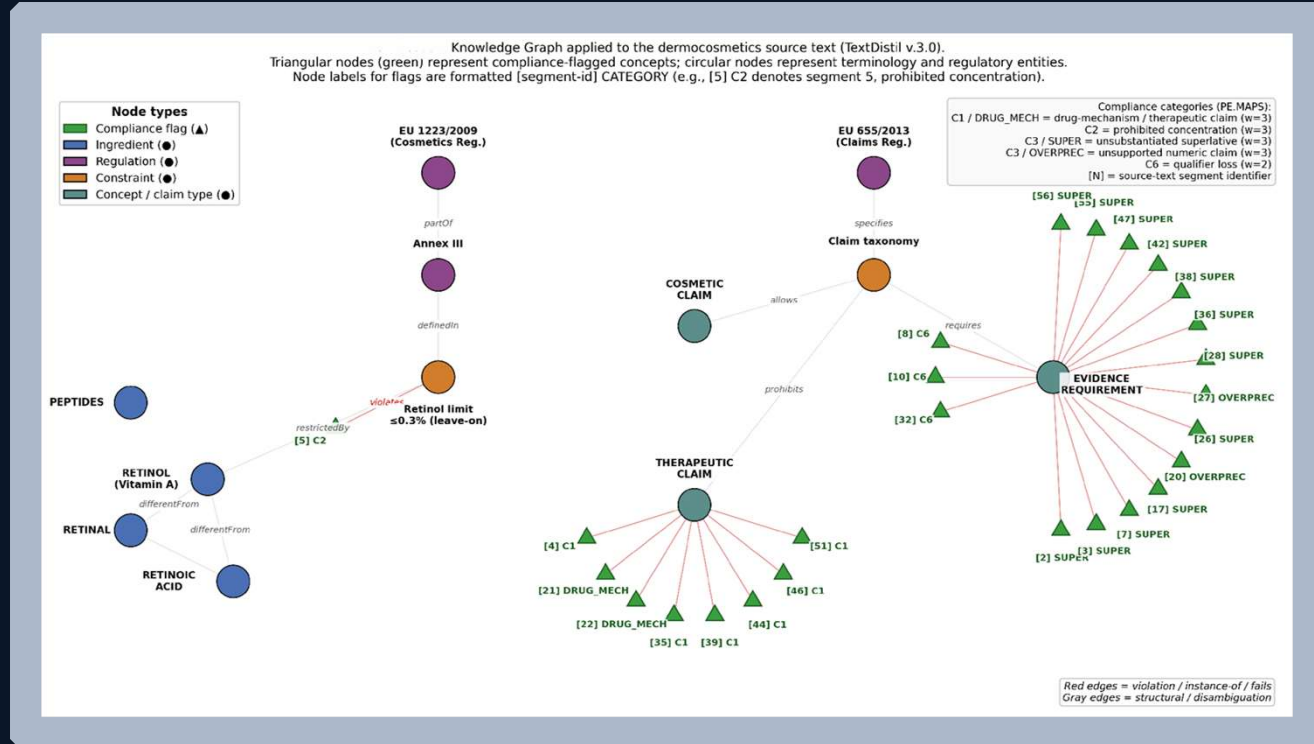 Knowledge Graph applied to the dermocosmetics source text (TextDistil v.3.0).
Triangular nodes (green) represent compliance-flagged concepts; circular nodes represent terminology and regulatory entities.
Node labels for flags are formatted [segment-id] CATEGORY (e.g., [5] C2 denotes segment 5, prohibited concentration).
Node types
Compliance flag (▲)
Ingredient (●)
Regulation (●)
Constraint (●)
Concept / claim type (●)
EU 1223/2009
(Cosmetics Reg.)
partOf
Annex III
definedIn
violates
Retinol limit
≤0.3% (leave-on)
restrictedBy
[5] C2
PEPTIDES
RETINOL
(Vitamin A)
differentFrom
RETINAL
differentFrom
RETINOIC
ACID
EU 655/2013
(Claims Reg.)
specifies
Claim taxonomy
COSMETIC
CLAIM
allows
requires
prohibits
THERAPEUTIC
CLAIM
[4] C1
[21] DRUG_MECH
[22] DRUG_MECH
[35] C1
[39] C1
[44] C1
[46] C1
[51] C1
Compliance categories (PE.MAPS):
C1 / DRUG_MECH = drug-mechanism / therapeutic claim (w=3)
C2 = prohibited concentration (w=3)
C3 / SUPER = unsubstantiated superlative (w=3)
C3 / OVERPREC = unsupported numeric claim (w=3)
C6 = qualifier loss (w=2)
[N] = source-text segment identifier
[56] SUPER
[55] SUPER
[47] SUPER
[42] SUPER
[38] SUPER
[36] SUPER
[28] SUPER
[27] OVERPREC
[26] SUPER
[20] OVERPREC
[17] SUPER
[7] SUPER
[3] SUPER
[2] SUPER
[8] C6
[10] C6
[32] C6
EVIDENCE
REQUIREMENT
Red edges = violation / instance-of / fails
Gray edges = structural / disambiguation